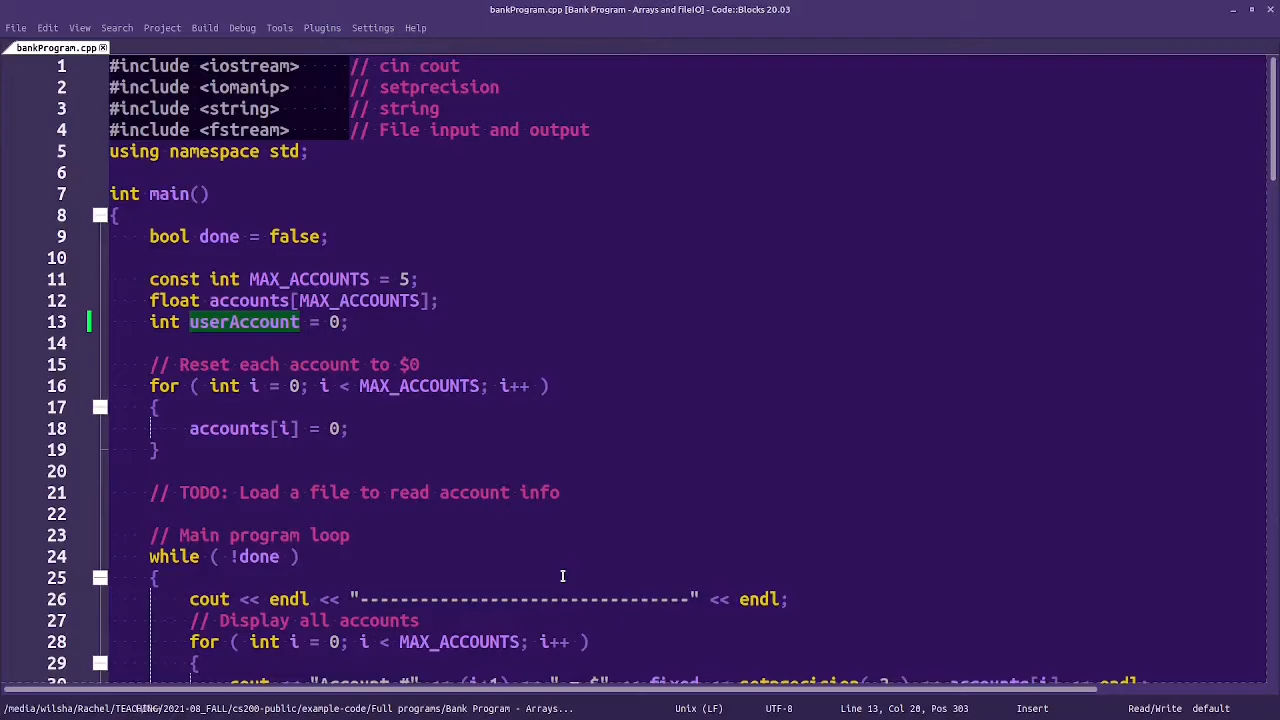 bankProgram.cpp [Bank Program - Arrays and fileIO] - Code::Blocks 20.03
File Edit View Search Project Build Debug Tools Plugins Settings Help
bankProgram.cpp
1 #include <iostream> // cin cout
2 #include <iomanip> // setprecision
3 #include <string> // string
4 #include <fstream> // File input and output
5 using namespace std;
6
7 int main()
8 {
9 bool done = false;
10
11 const int MAX_ACCOUNTS = 5;
12 float accounts[MAX_ACCOUNTS];
13 int userAccount = 0;
14
15 // Reset each account to $0
16 for ( int i = 0; i < MAX_ACCOUNTS; i++ )
17 {
18 accounts[i] = 0;
19 }
20
21 // TODO: Load a file to read account info
22
23 // Main program loop
24 while ( !done )
25 {
26 cout << endl << "---------------------------------" << endl;
27 // Display all accounts
28 for ( int i = 0; i < MAX_ACCOUNTS; i++ )
29 {
30 cout << "Account #" << (i+1) << " = $" << fixed << setprecision( 2 ) << accounts[i] << endl;
/media/wilsha/Rachel/TEACHING/2021-08_FALL/cs200-public/example-code/Full programs/Bank Program - Arrays... Unix (LF) UTF-8 Line 13, Col 28, Pos 303 Insert Read/Write default